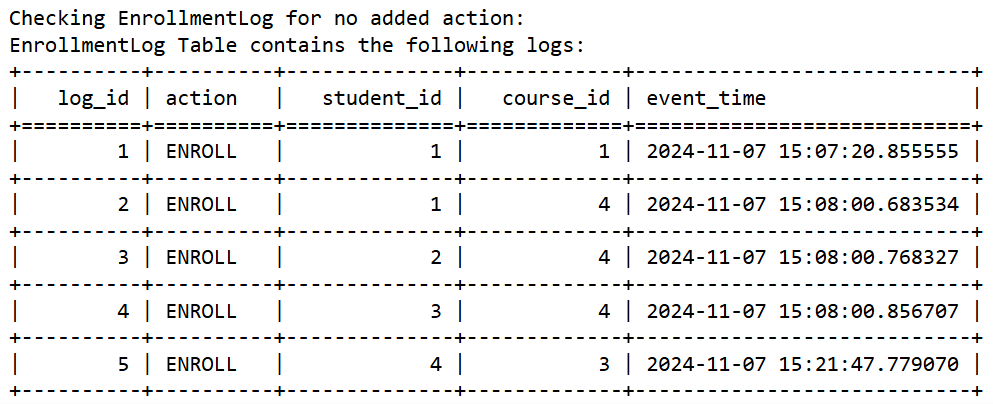 Checking EnrollmentLog for no added action:
EnrollmentLog Table contains the following logs:
+----------+----------+--------------+-------------+----------------------------+
|   log_id | action   |   student_id |   course_id | event_time                 |
+==========+==========+==============+=============+============================+
|        1 | ENROLL   |            1 |           1 | 2024-11-07 15:07:20.855555 |
+----------+----------+--------------+-------------+----------------------------+
|        2 | ENROLL   |            1 |           4 | 2024-11-07 15:08:00.683534 |
+----------+----------+--------------+-------------+----------------------------+
|        3 | ENROLL   |            2 |           4 | 2024-11-07 15:08:00.768327 |
+----------+----------+--------------+-------------+----------------------------+
|        4 | ENROLL   |            3 |           4 | 2024-11-07 15:08:00.856707 |
+----------+----------+--------------+-------------+----------------------------+
|        5 | ENROLL   |            4 |           3 | 2024-11-07 15:21:47.779070 |
+----------+----------+--------------+-------------+----------------------------+